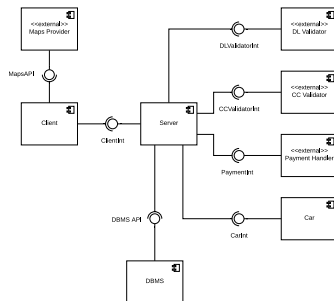 <<external>>
Maps Provider
<<external>>
DL Validator
DLValidatorInt
MapsAPI
<<external>>
CC Validator
CCValidatorInt
Client
ClientInt
Server
<<external>>
Payment Handler
PaymentInt
DBMS API
Car
CarInt
DBMS